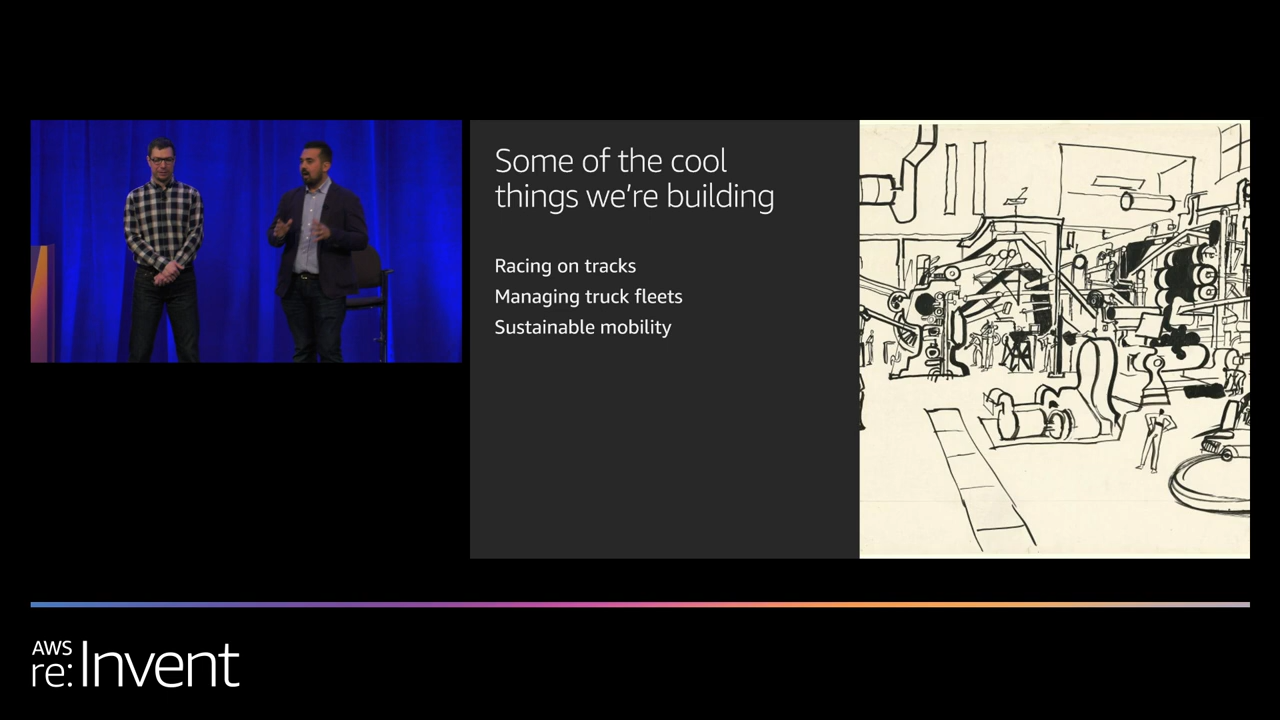 Some of the cool
things we're building
Racing on tracks
Managing truck fleets
Sustainable mobility
AWS
re:Invent